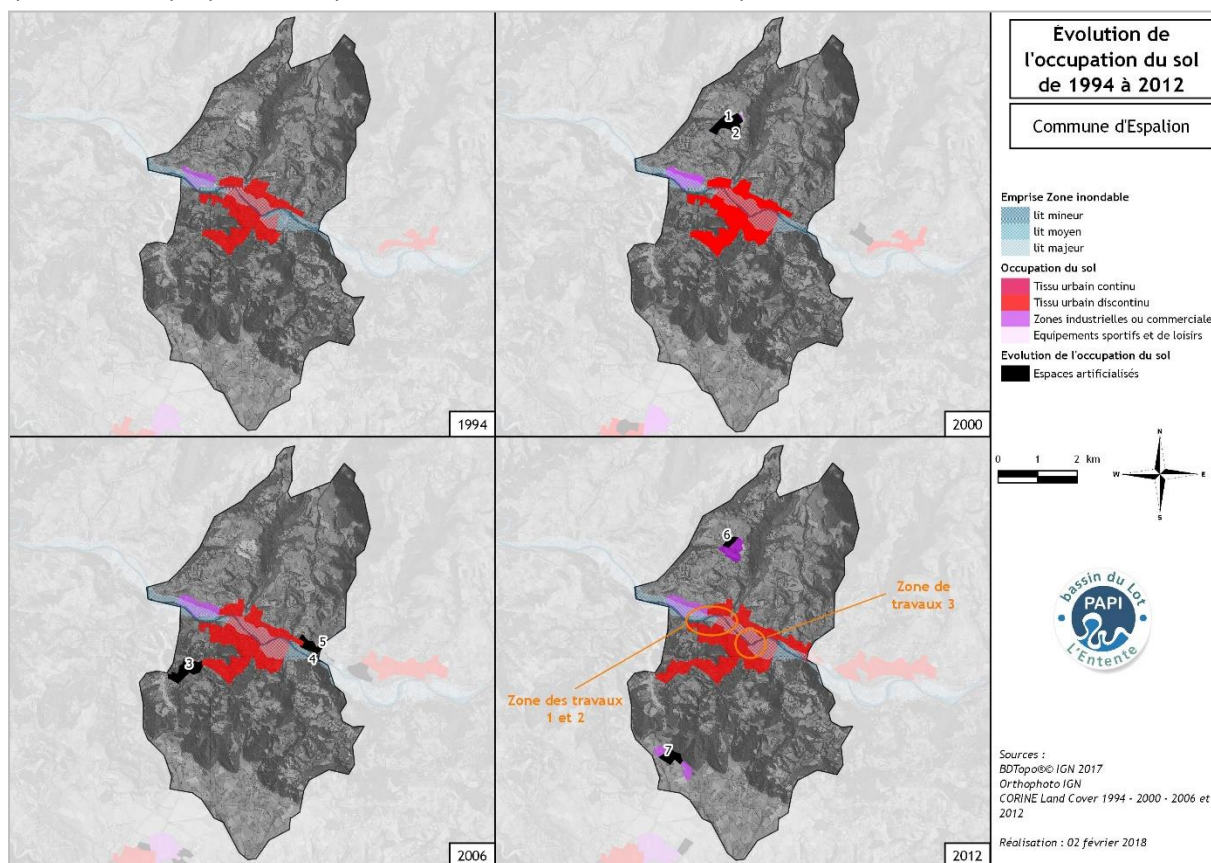 1994
1
2
2000
3
5
4
2006
6
Zone de
travaux 3
Zone des travaux
1 et 2
7
2012
Évolution de
l'occupation du sol
de 1994 à 2012
Commune d'Espalion
Emprise Zone inondable
lit mineur
lit moyen
lit majeur
Occupation du sol
Tissu urbain continu
Tissu urbain discontinu
Zones industrielles ou commerciale
Equipements sportifs et de loisirs
Evolution de l'occupation du sol
Espaces artificialisés
0 1 2 km
N
W E
S
bassin du Lot
PAPI
L'Entente
Sources :
BDTopo®© IGN 2017
Orthophoto IGN
CORINE Land Cover 1994 - 2000 - 2006 et
2012
Réalisation : 02 février 2018